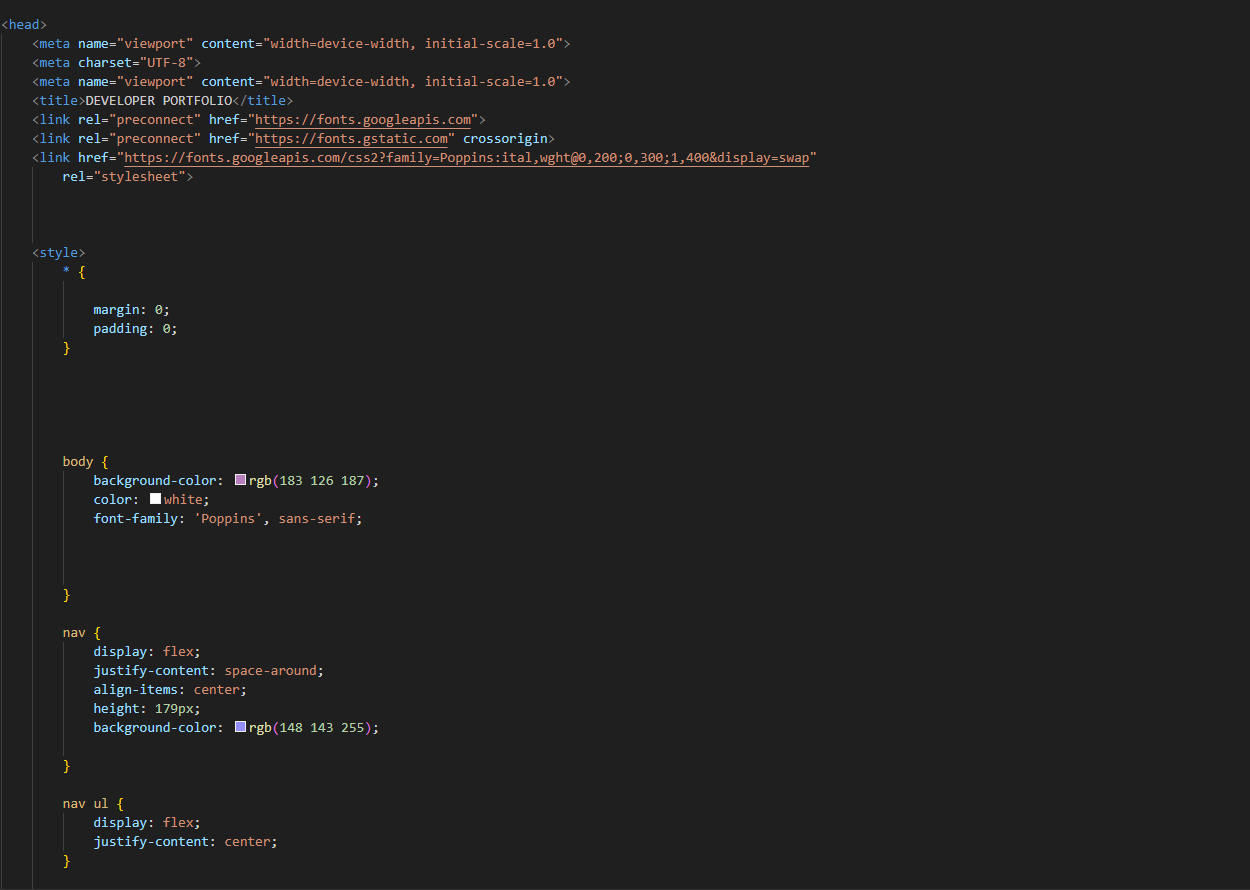 <head>
<meta name="viewport" content="width=device-width, initial-scale=1.0">
<meta charset="UTF-8">
<meta name="viewport" content="width=device-width, initial-scale=1.0">
<title>DEVELOPER PORTFOLIO</title>
<link rel="preconnect" href="https://fonts.googleapis.com">
<link rel="preconnect" href="https://fonts.gstatic.com" crossorigin>
<link href="https://fonts.googleapis.com/css2?family=Poppins:ital,wght@0,200;0,300;1,400&display=swap"
rel="stylesheet">
<style>
* {
margin: 0;
padding: 0;
}
body {
background-color: rgb(183 126 187);
color: white;
font-family: 'Poppins', sans-serif;
}
nav {
display: flex;
justify-content: space-around;
align-items: center;
height: 179px;
background-color: rgb(148 143 255);
}
nav ul {
display: flex;
justify-content: center;
}